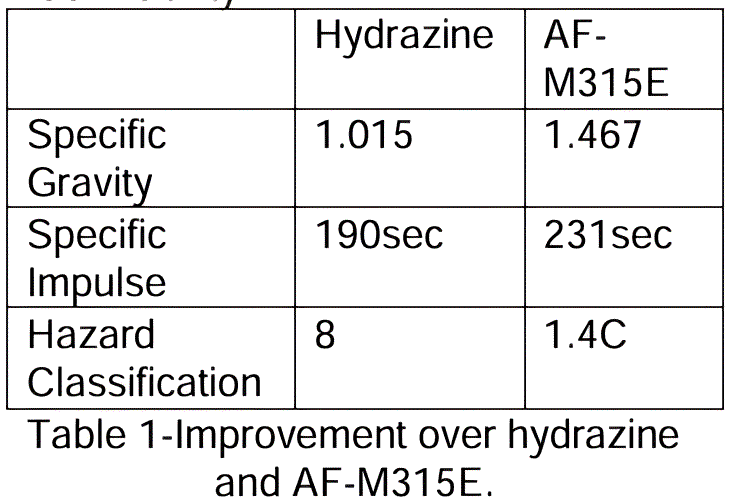 Hydrazine AF-
M315E
Specific 1.015 1.467
Gravity
Specific 190sec 231sec
Impulse
Hazard 8 1.4C
Classification
Table 1-Improvement over hydrazine
and AF-M315E.